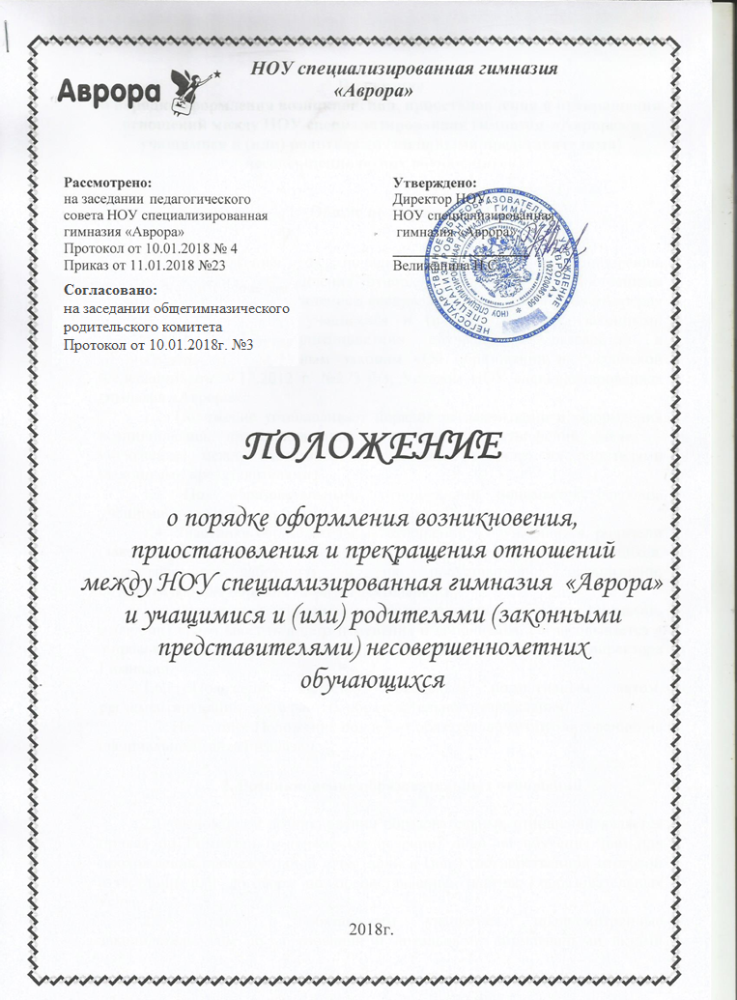 Аврора
НОУ специализированная гимназия
«Аврора»
Рассмотрено:
на заседании педагогического
совета НОУ специализированная
гимназия «Аврора»
Протокол от 10.01.2018 № 4
Приказ от 11.01.2018 №23
Согласовано:
на заседании общегимназического
родительского комитета
Протокол от 10.01.2018г. №3
Утверждено:
Директор НОУ
НОУ специализированная
гимназия «Аврора»
ПОЛОЖЕНИЕ
о порядке оформления возникновения,
приостановления и прекращения отношений
между НОУ специализированная гимназия «Аврора»
и учащимися и (или) родителями (законными
представителями) несовершеннолетних
обучающихся
2018г.